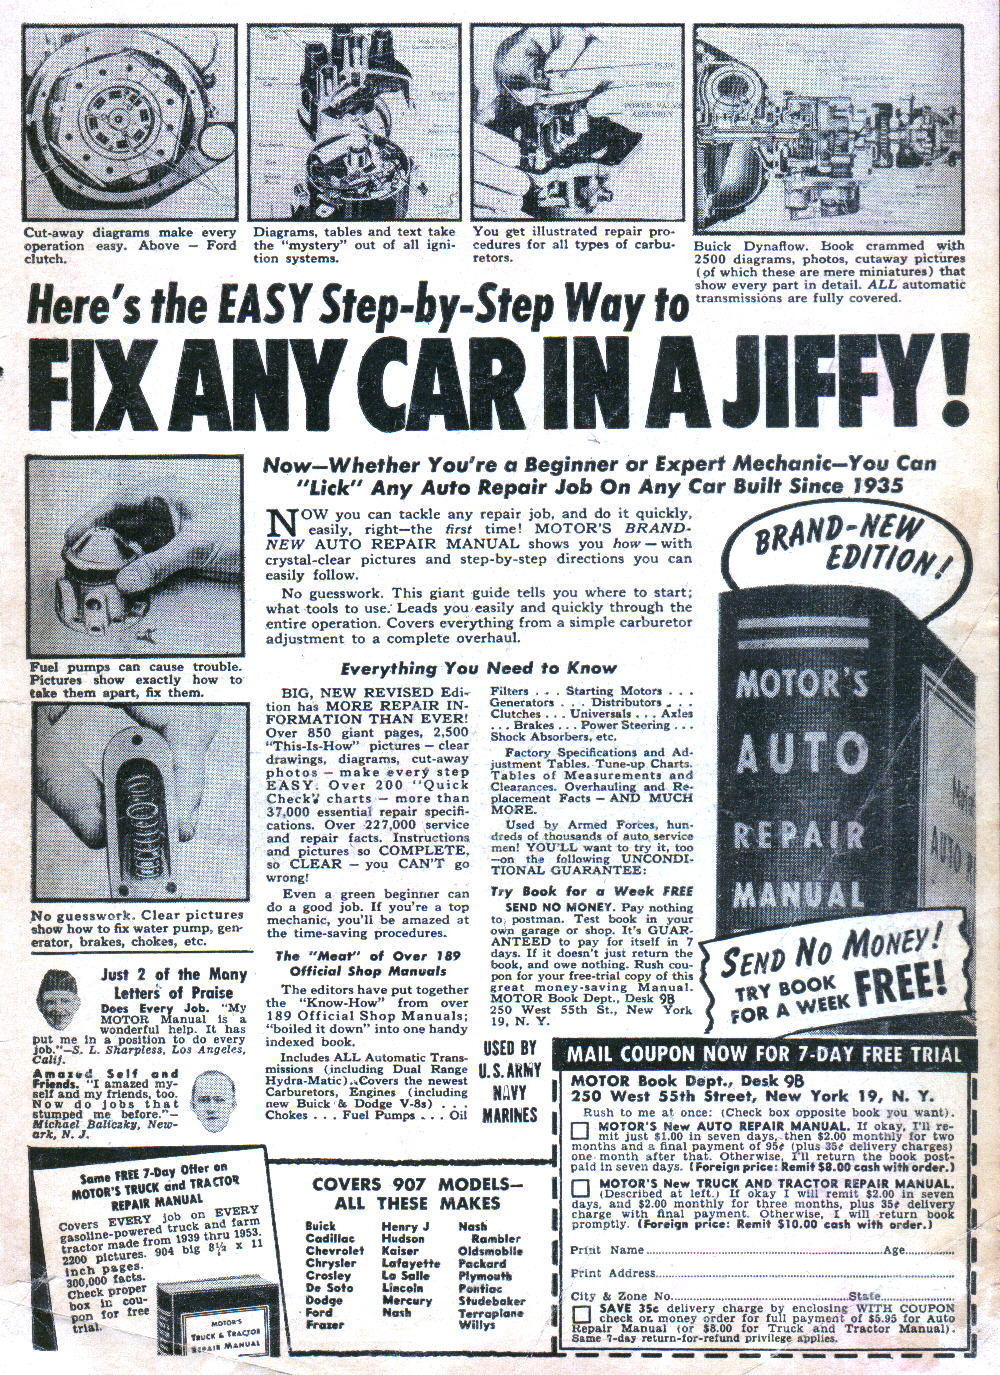 PLUG
SPRING
POWER VALVE
ASSEMBLY
Cut-away diagrams make every
operation easy. Above — Ford
clutch.
Diagrams, tables and text take
the "mystery" out of all igni-
tion systems.
You get illustrated repair pro-
cedures for all types of carbu-
retors.
Buick Dynaflow. Book crammed with
2500 diagrams, photos, cutaway pictures
(of which these are mere miniatures) that
show every part in detail. ALL automatic
transmissions are fully covered.
Here's the EASY Step-by-Step Way to
FIX ANY CAR IN A JIFFY!
Now—Whether You're a Beginner or Expert Mechanic—You Can
"Lick" Any Auto Repair Job On Any Car Built Since 1935
NOW you can tackle any repair job, and do it quickly,
easily, right—the first time! MOTOR'S BRAND-
NEW AUTO REPAIR MANUAL shows you how — with
crystal-clear pictures and step-by-step directions you can
easily follow.
No guesswork. This giant guide tells you where to start;
what tools to use. Leads you easily and quickly through the
entire operation. Covers everything from a simple carburetor
adjustment to a complete overhaul.
Fuel pumps can cause trouble.
Pictures show exactly how to
take them apart, fix them.
No guesswork. Clear pictures
show how to fix water pump, gen-
erator, brakes, chokes, etc.
Everything You Need to Know
BIG, NEW REVISED Edi-
tion has MORE REPAIR IN-
FORMATION THAN EVER!
Over 850 giant pages, 2,500
"This-Is-How" pictures — clear
drawings, diagrams, cut-away
photos — make every step
EASY. Over 200 "Quick
Check" charts — more than
37,000 essential repair specifi-
cations. Over 227,000 service
and repair facts. Instructions
and pictures so COMPLETE,
so CLEAR — you CAN'T go
wrong!
Even a green beginner can
do a good job. If you're a top
mechanic, you'll be amazed at
the time-saving procedures.
The "Meat" of Over 189
Official Shop Manuals
The editors have put together
the "Know-How" from over
189 Official Shop Manuals;
"boiled it down" into one handy
indexed book.
Includes ALL Automatic Trans-
missions (including Dual Range
Hydra-Matic). Covers the newest
Carburetors, Engines (including
new Buick & Dodge V-8s) . . .
Chokes . . . Fuel Pumps . . . Oil
Filters . . . Starting Motors . . .
Generators . . . Distributors . . .
Clutches . . . Universals . . . Axles
. . . Brakes . . . Power Steering . . .
Shock Absorbers, etc.
Factory Specifications and Ad-
justment Tables. Tune-up Charts.
Tables of Measurements and
Clearances. Overhauling and Re-
placement Facts — AND MUCH
MORE.
Used by Armed Forces, hun-
dreds of thousands of auto service
men! YOU'LL want to try it, too
—on the following UNCONDI-
TIONAL GUARANTEE:
Try Book for a Week FREE
SEND NO MONEY. Pay nothing
to postman. Test book in your
own garage or shop. It's GUAR-
ANTEED to pay for itself in 7
days. If it doesn't just return the
book, and owe nothing. Rush cou-
pon for your free-trial copy of this
great money-saving Manual.
MOTOR Book Dept., Desk 9B
250 West 55th St., New York
19, N. Y.
BRAND-NEW
EDITION!
MOTOR'S
AUTO
REPAIR
MANUAL
AUTO R
SEND NO MONEY!
TRY BOOK
FOR A WEEK FREE!
Just 2 of the Many
Letters of Praise
Does Every Job. "My
MOTOR Manual is a
wonderful help. It has
put me in a position to do every
job."—S. L. Sharpless, Los Angeles,
Calif.
Amazed Self and
Friends. "I amazed my-
self and my friends, too.
Now do jobs that
stumped me before."—
Michael Baliczky, New-
ark, N. J.
USED BY
U.S. ARMY
NAVY
MARINES
Same FREE 7-Day Offer on
MOTOR'S TRUCK and TRACTOR
REPAIR MANUAL
Covers EVERY job on EVERY
gasoline-powered truck and farm
tractor made from 1939 thru 1953.
2200 pictures. 904 big 8½ x 11
inch pages.
300,000 facts.
Check proper
box in cou-
pon for free
trial.
MOTOR'S
TRUCK & TRACTOR
REPAIR MANUAL
COVERS 907 MODELS—
ALL THESE MAKES
Buick
Cadillac
Chevrolet
Chrysler
Crosley
De Soto
Dodge
Ford
Frazer
Henry J
Hudson
Kaiser
Lafayette
La Salle
Lincoln
Mercury
Nash
Nash
Rambler
Oldsmobile
Packard
Plymouth
Pontiac
Studebaker
Terraplane
Willys
MAIL COUPON NOW FOR 7-DAY FREE TRIAL
MOTOR Book Dept., Desk 9B
250 West 55th Street, New York 19, N. Y.
Rush to me at once: (Check box opposite book you want).
MOTOR'S New AUTO REPAIR MANUAL. If okay, I'll re-
mit just $1.00 in seven days, then $2.00 monthly for two
months and a final payment of 95¢ (plus 35¢ delivery charges)
one month after that. Otherwise, I'll return the book post-
paid in seven days. (Foreign price: Remit $8.00 cash with order.)
MOTOR'S New TRUCK AND TRACTOR REPAIR MANUAL.
(Described at left.) If okay I will remit $2.00 in seven
days, and $2.00 monthly for three months, plus 35¢ delivery
charge with final payment. Otherwise, I will return book
promptly. (Foreign price: Remit $10.00 cash with order.)
Print Name Age
Print Address
City & Zone No. State
SAVE 35c delivery charge by enclosing WITH COUPON
check or money order for full payment of $5.95 for Auto
Repair Manual (or $8.00 for Truck and Tractor Manual).
Same 7-day return-for-refund privilege applies.